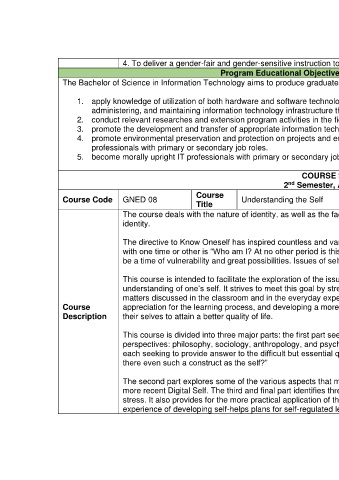 4. To deliver a gender-fair and gender-sensitive instruction to
Program Educational Objective
The Bachelor of Science in Information Technology aims to produce graduate
1. apply knowledge of utilization of both hardware and software technolo
administering, and maintaining information technology infrastructure th
2. conduct relevant researches and extension program activities in the fi
3. promote the development and transfer of appropriate information tech
4. promote environmental preservation and protection on projects and en
professionals with primary or secondary job roles.
5. become morally upright IT professionals with primary or secondary job
COURSE
2nd Semester, A
Course Code GNED 08 Course Title Understanding the Self
Course Description
The course deals with the nature of identity, as well as the fac
identity.
The directive to Know Oneself has inspired countless and va
with one time or other is "Who am I? At no other period is this
be a time of vulnerability and great possibilities. Issues of sel
This course is intended to facilitate the exploration of the issu
understanding of one's self. It strives to meet this goal by stre
matters discussed in the classroom and in the everyday expe
appreciation for the learning process, and developing a more
their selves to attain a better quality of life.
This course is divided into three major parts: the first part see
perspectives: philosophy, sociology, anthropology, and psych
each seeking to provide answer to the difficult but essential q
there even such a construct as the self?"
The second part explores some of the various aspects that m
more recent Digital Self. The third and final part identifies thre
stress. It also provides for the more practical application of th
experience of developing self-helps plans for self-regulated le